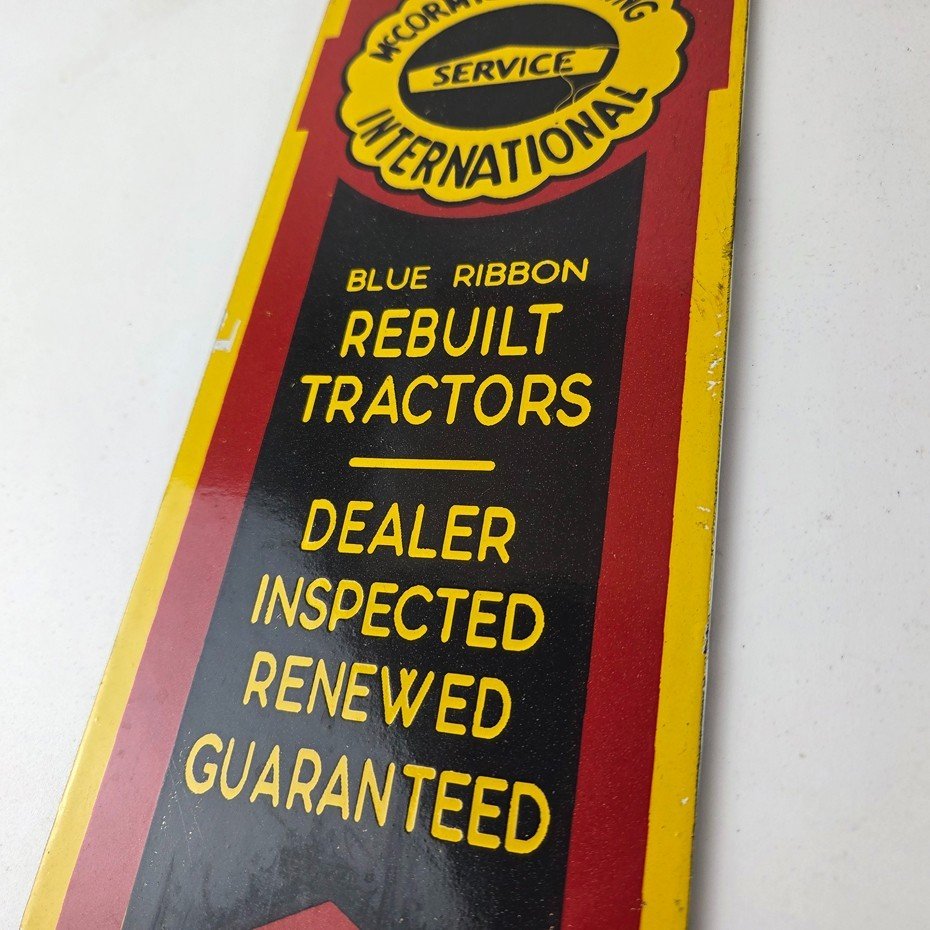 SERVICE
INTERNATIONAL
BLUE RIBBON
REBUILT
TRACTORS
DEALER
INSPECTED
RENEWED
GUARANTEED